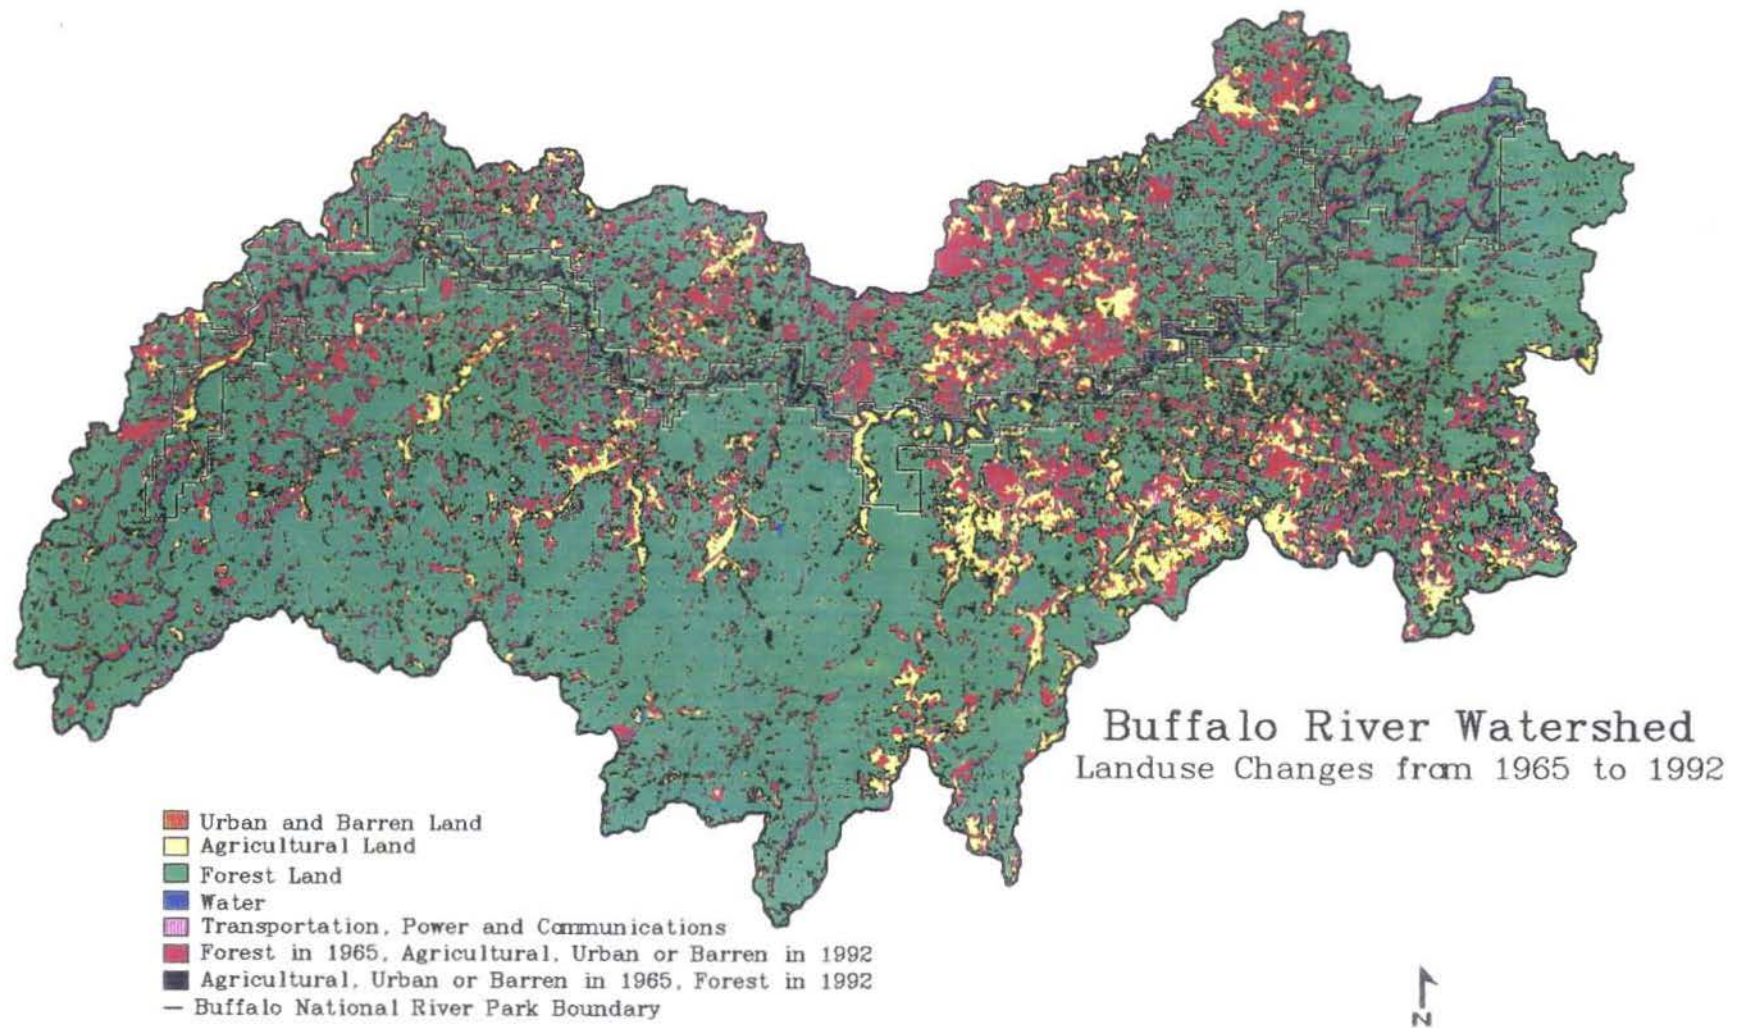 Buffalo River Watershed
Landuse Changes from 1965 to 1992
Urban and Barren Land
Agricultural Land
Forest Land
Water
Transportation, Power and Communications
Forest in 1965, Agricultural, Urban or Barren in 1992
Agricultural, Urban or Barren in 1965, Forest in 1992
Buffalo National River Park Boundary
N